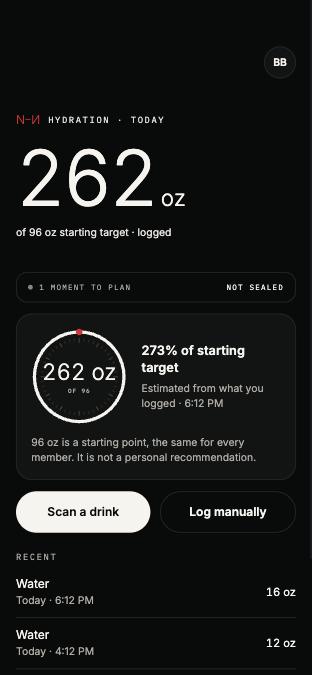 BB
N–N HYDRATION · TODAY
262 oz
of 96 oz starting target · logged
1 MOMENT TO PLAN NOT SEALED
262 oz
OF 96
273% of starting
target
Estimated from what you
logged · 6:12 PM
96 oz is a starting point, the same for every
member. It is not a personal recommendation.
Scan a drink Log manually
RECENT
Water
Today · 6:12 PM
16 oz
Water
Today · 4:12 PM
12 oz